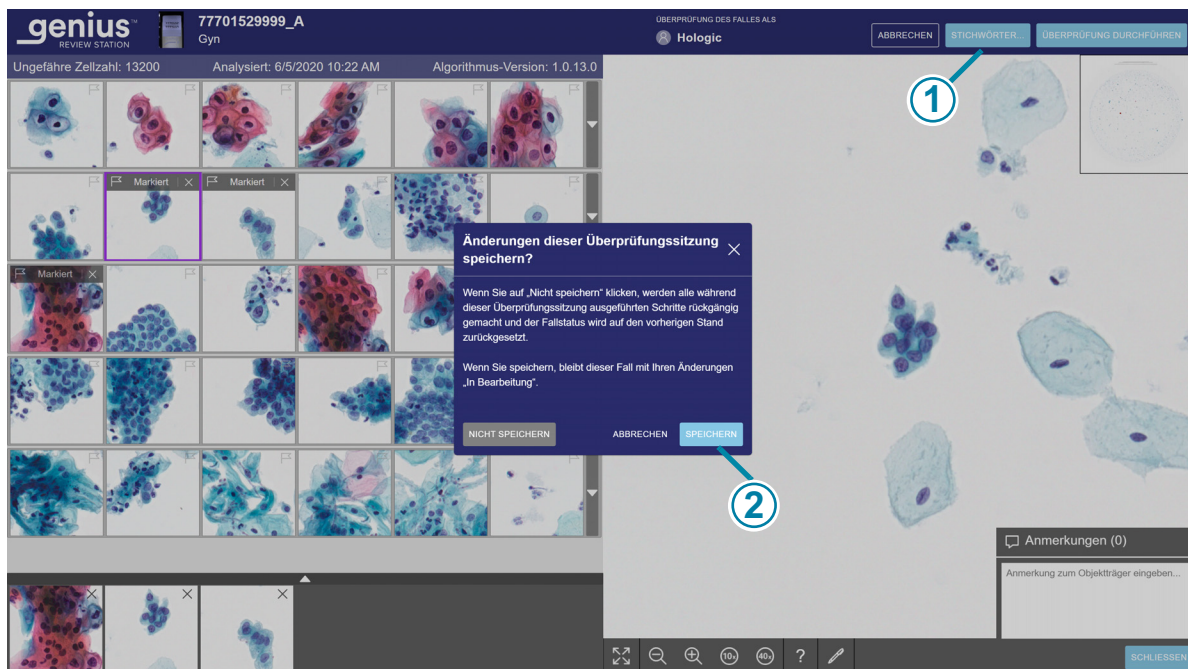 genius™
REVIEW STATION
77701529999_A
Gyn
ÜBERPRÜFUNG DES FALLES ALS
Hologic
ABBRECHEN
STICHWÖRTER...
ÜBERPRÜFUNG DURCHFÜHREN
Ungefähre Zellzahl: 13200
Analysiert: 6/5/2020 10:22 AM
Algorithmus-Version: 1.0.13.0
1
Markiert
Markiert
Markiert
Änderungen dieser Überprüfungssitzung
speichern?
Wenn Sie auf „Nicht speichern“ klicken, werden alle während
dieser Überprüfungssitzung ausgeführten Schritte rückgängig
gemacht und der Fallstatus wird auf den vorherigen Stand
zurückgesetzt.
Wenn Sie speichern, bleibt dieser Fall mit Ihren Änderungen
„In Bearbeitung“.
NICHT SPEICHERN
ABBRECHEN
SPEICHERN
2
Anmerkungen (0)
Anmerkung zum Objektträger eingeben...
10x
40x
?
SCHLIESSEN